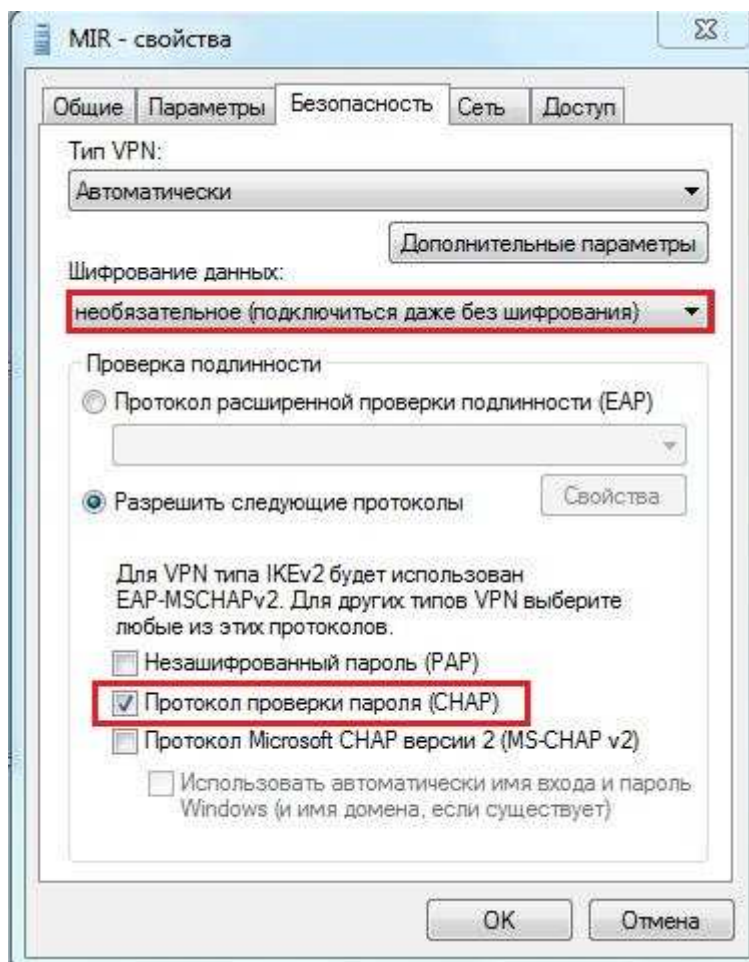 MIR - свойства
Общие Параметры Безопасность Сеть Доступ
Тип VPN:
Автоматически
Дополнительные параметры
Шифрование данных:
необязательное (подключиться даже без шифрования)
Проверка подлинности
Протокол расширенной проверки подлинности (EAP)
Свойства
Разрешить следующие протоколы
Для VPN типа IKEv2 будет использован
EAP-MSCHAPv2. Для других типов VPN выберите
любые из этих протоколов.
Незашифрованный пароль (PAP)
Протокол проверки пароля (CHAP)
Протокол Microsoft CHAP версии 2 (MS-CHAP v2)
Использовать автоматически имя входа и пароль
Windows (и имя домена, если существует)
OK Отмена